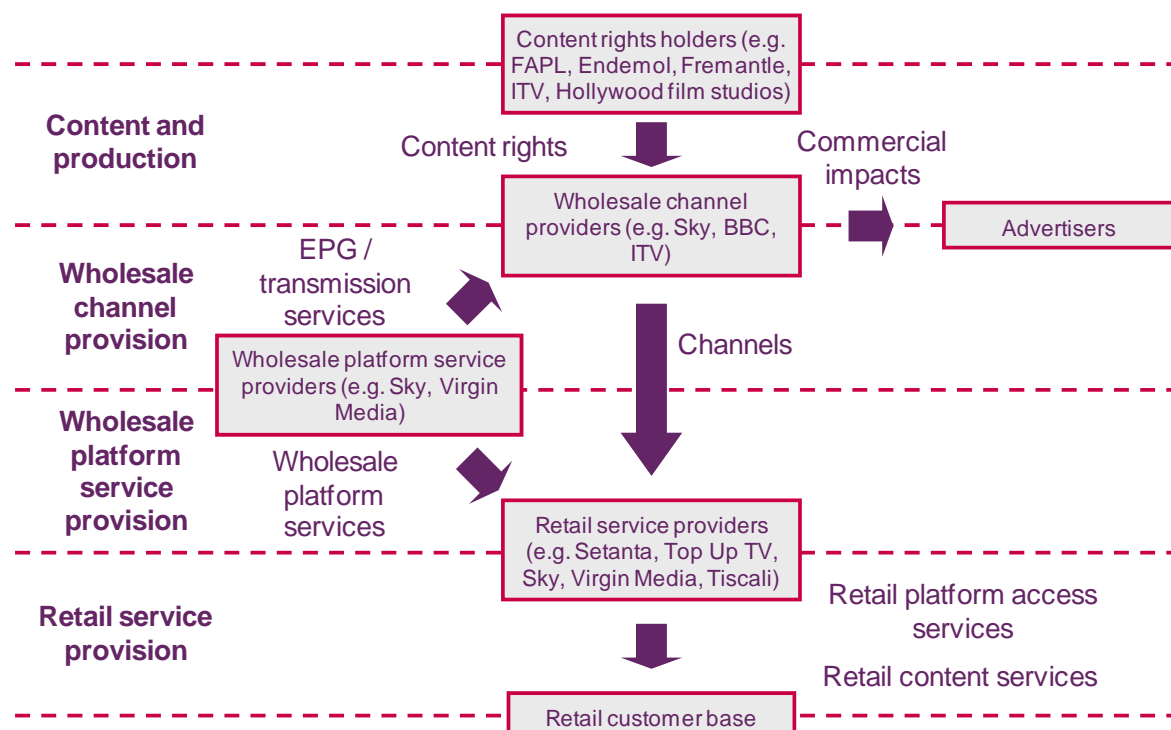 Content rights holders (e.g.
FAPL, Endemol, Fremantle,
ITV, Hollywood film studios)
Content and
production
Content rights
Commercial
impacts
Wholesale channel
providers (e.g. Sky, BBC,
ITV)
Advertisers
EPG /
transmission
services
Wholesale
channel
provision
Channels
Wholesale platform service
providers (e.g. Sky, Virgin
Media)
Wholesale
platform
service
provision
Wholesale
platform
services
Retail service providers
(e.g. Setanta, Top Up TV,
Sky, Virgin Media, Tiscali)
Retail platform access
services
Retail service
provision
Retail content services
Retail customer base